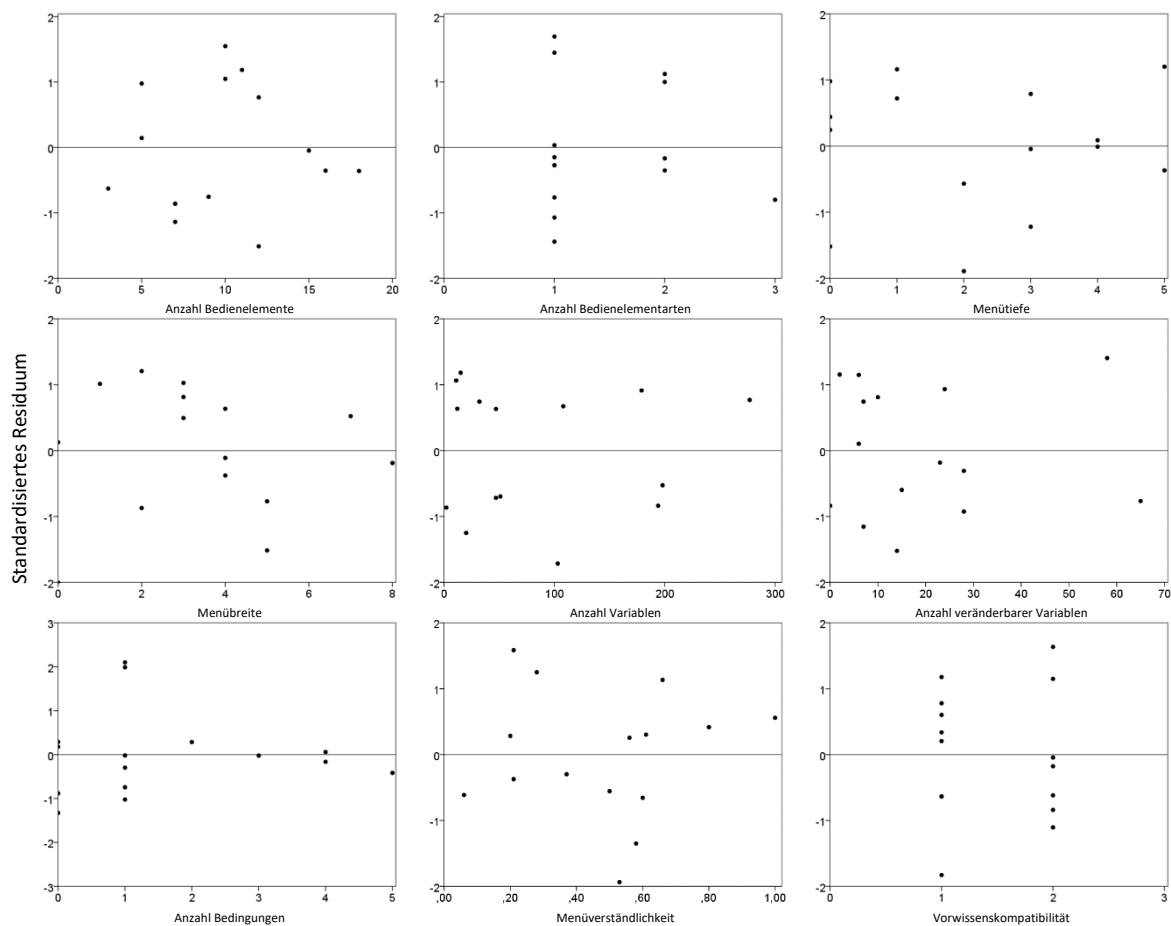 Standardisiertes Residuum
2
1
0
-1
-2
0 5 10 15 20
Anzahl Bedienelemente
2
1
0
-1
-2
0 1 2 3
Anzahl Bedienelementarten
2
1
0
-1
-2
0 1 2 3 4 5
Menütiefe
2
1
0
-1
-2
0 2 4 6 8
Menübreite
2
1
0
-1
-2
0 100 200 300
Anzahl Variablen
2
1
0
-1
-2
0 10 20 30 40 50 60 70
Anzahl veränderbarer Variablen
3
2
1
0
-1
-2
-3
0 1 2 3 4 5
Anzahl Bedingungen
2
1
0
-1
-2
,00 ,20 ,40 ,60 ,80 1,00
Menüverständlichkeit
2
1
0
-1
-2
0 1 2 3
Vorwissenskompatibilität